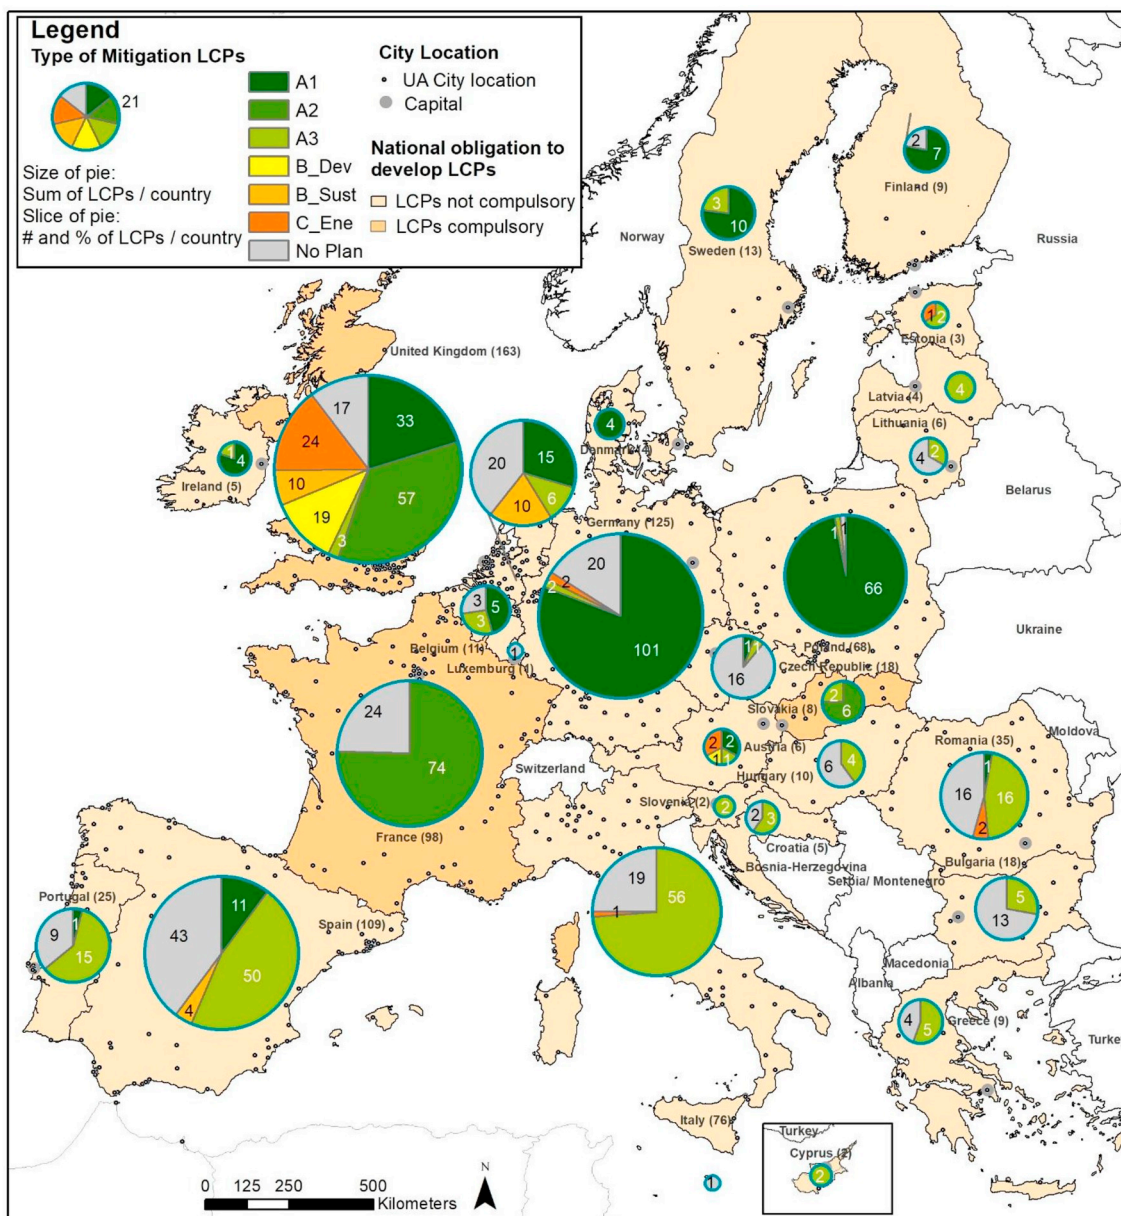 Legend
Type of Mitigation LCPs
21
Size of pie:
Sum of LCPs / country
Slice of pie:
# and % of LCPs / country
A1
A2
A3
B_Dev
B_Sust
C_Ene
No Plan
City Location
UA City location
Capital
National obligation to
develop LCPs
LCPs not compulsory
LCPs compulsory
2
7
Finland (9)
3
10
Sweden (13)
Norway
Russia
1
2
Estonia (3)
United Kingdom (163)
4
Latvia (4)
Lithuania (6)
2
4
17
33
24
10
57
19
3
4
Denmark (4)
20
15
6
10
1
4
Ireland (5)
Belarus
Germany (125)
20
2
2
101
1
1
66
Poland (68)
Ukraine
3
5
3
Belgium (11)
1
Luxemburg (1)
1
1
16
Czech Republic (18)
2
6
Slovakia (8)
24
74
France (98)
Switzerland
2
2
1
1
Austria (6)
6
4
Hungary (10)
Moldova
Romania (35)
1
16
16
2
Slovenia (2)
2
2
3
Croatia (5)
Bosnia-Herzegovina
Serbia/ Montenegro
Bulgaria (18)
5
13
Portugal (25)
1
9
15
11
43
50
4
Spain (109)
19
56
1
Italy (76)
Macedonia
Albania
4
5
Greece (9)
Turke
Turkey
Cyprus (2)
2
1
0 125 250 500
Kilometers
N